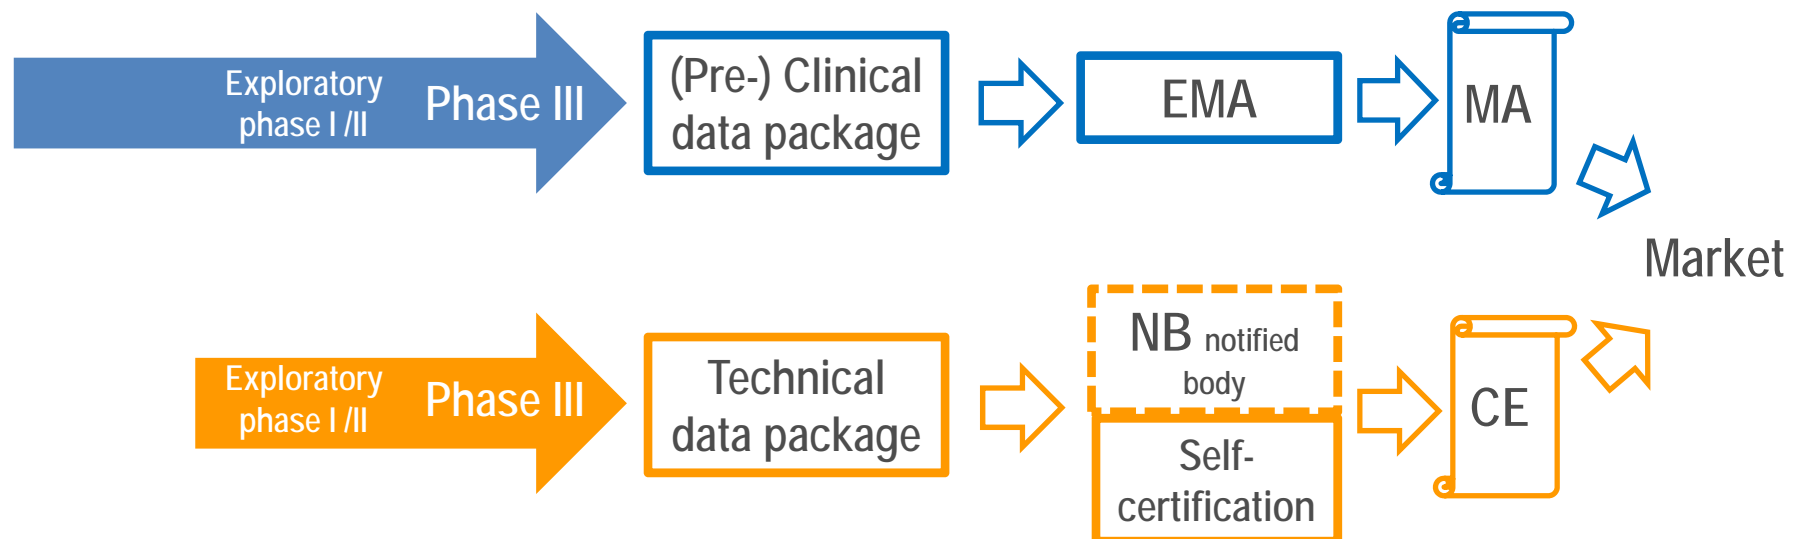 Exploratory
phase I /II
Phase III
(Pre-) Clinical
data package
EMA
MA
Market
Exploratory
phase I /II
Phase III
Technical
data package
NB notified
body
Self-
certification
CE